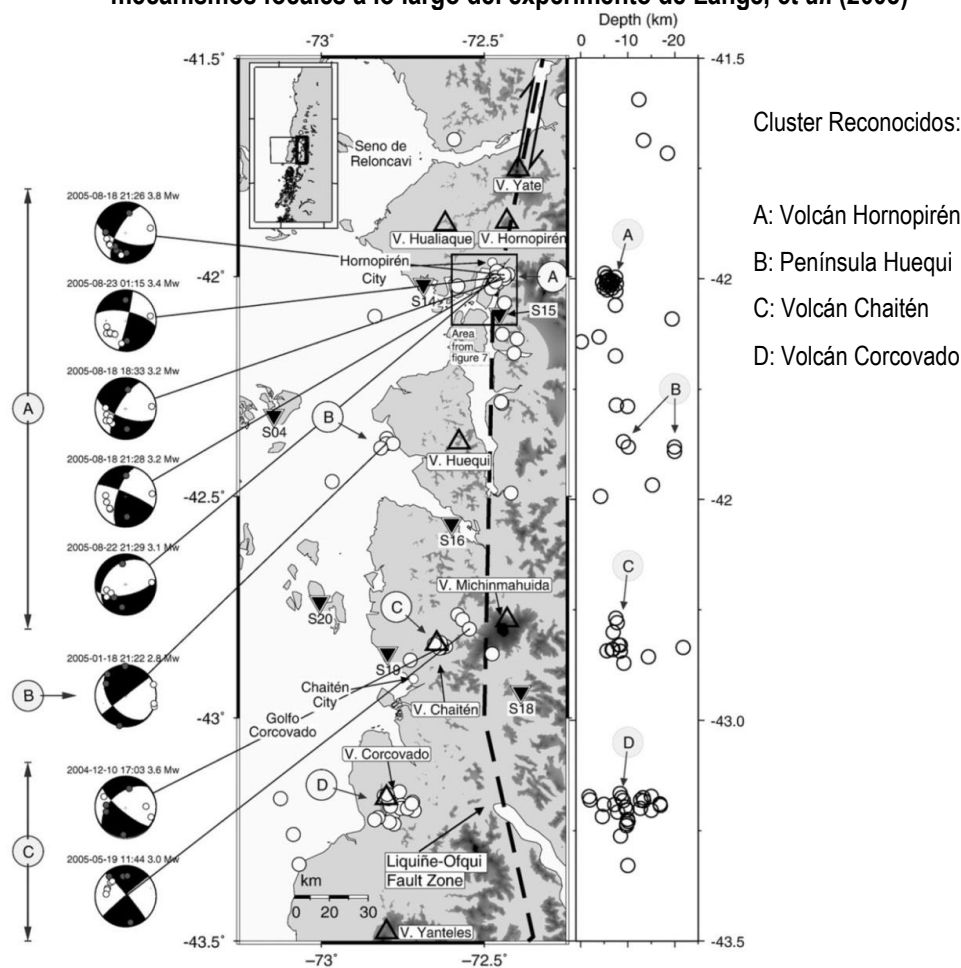 mecanismos focales a lo largo del experimento de Lange, et all (2008)
Depth (km)
-73° -72.5° 0 -10 -20
-41.5° -41.5
Seno de
Reloncavi
V. Yate
2005-08-18 21:26 3.8 Mw
V. Hualiaque V. Hornopirén
Hornopirén
City
A
-42° -42.0
S14 S15
2005-08-23 01:15 3.4 Mw
Area
from
figure 7
2005-08-18 18:33 3.2 Mw
A
B
B
S04
V. Huequi
2005-08-18 21:28 3.2 Mw
-42.5° -42
S16
2005-08-22 21:29 3.1 Mw
V. Michinmahuida
C
C
S20
2005-01-18 21:22 2.8 Mw
S19
Chaitén
City
B
V. Chaitén
S18
Golfo
Corcovado
-43° -43.0
2004-12-10 17:03 3.6 Mw
V. Corcovado
D
D
C
2005-05-19 11:44 3.0 Mw
Liquiñe-Ofqui
Fault Zone
km
0 20 30
V. Yanteles
-43.5° -43.5
-73° -72.5°
Cluster Reconocidos:
A: Volcán Hornopirén
B: Península Huequi
C: Volcán Chaitén
D: Volcán Corcovado